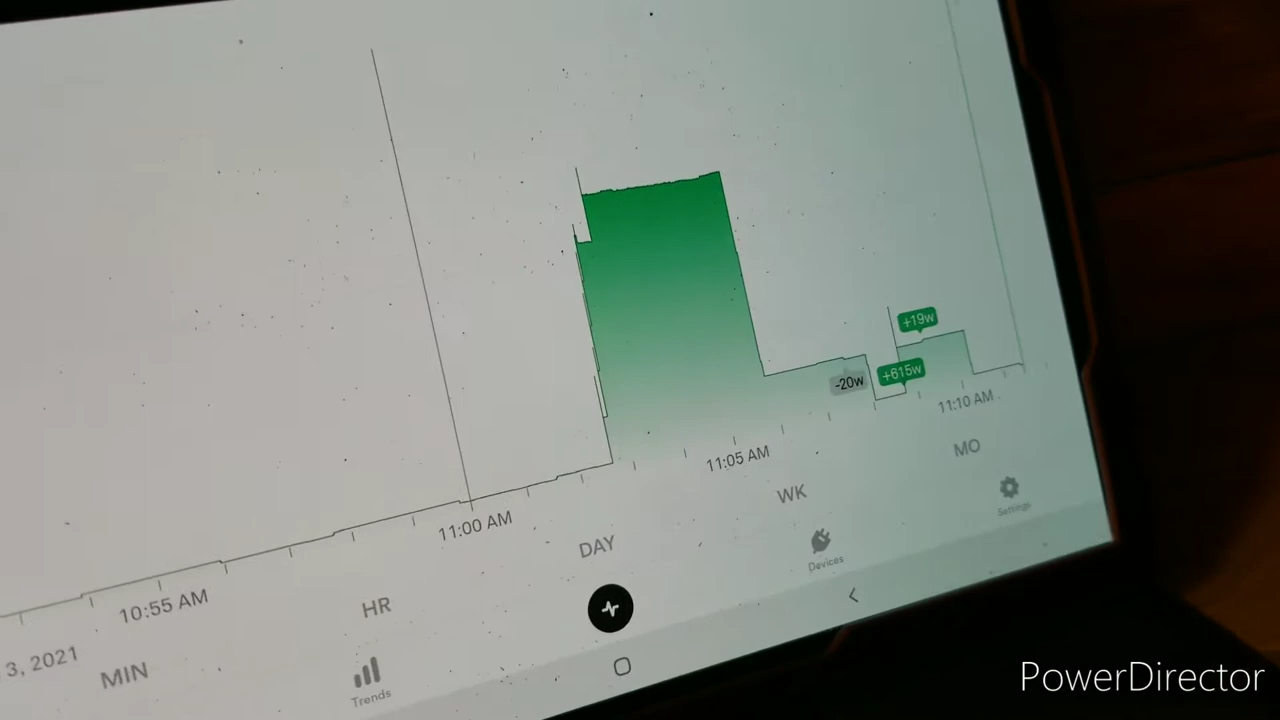 +19w
-20w
+615w
11:10 AM
11:05 AM
11:00 AM
10:55 AM
3, 2021
MIN
HR
DAY
WK
MO
Trends
Devices
Settings
PowerDirector